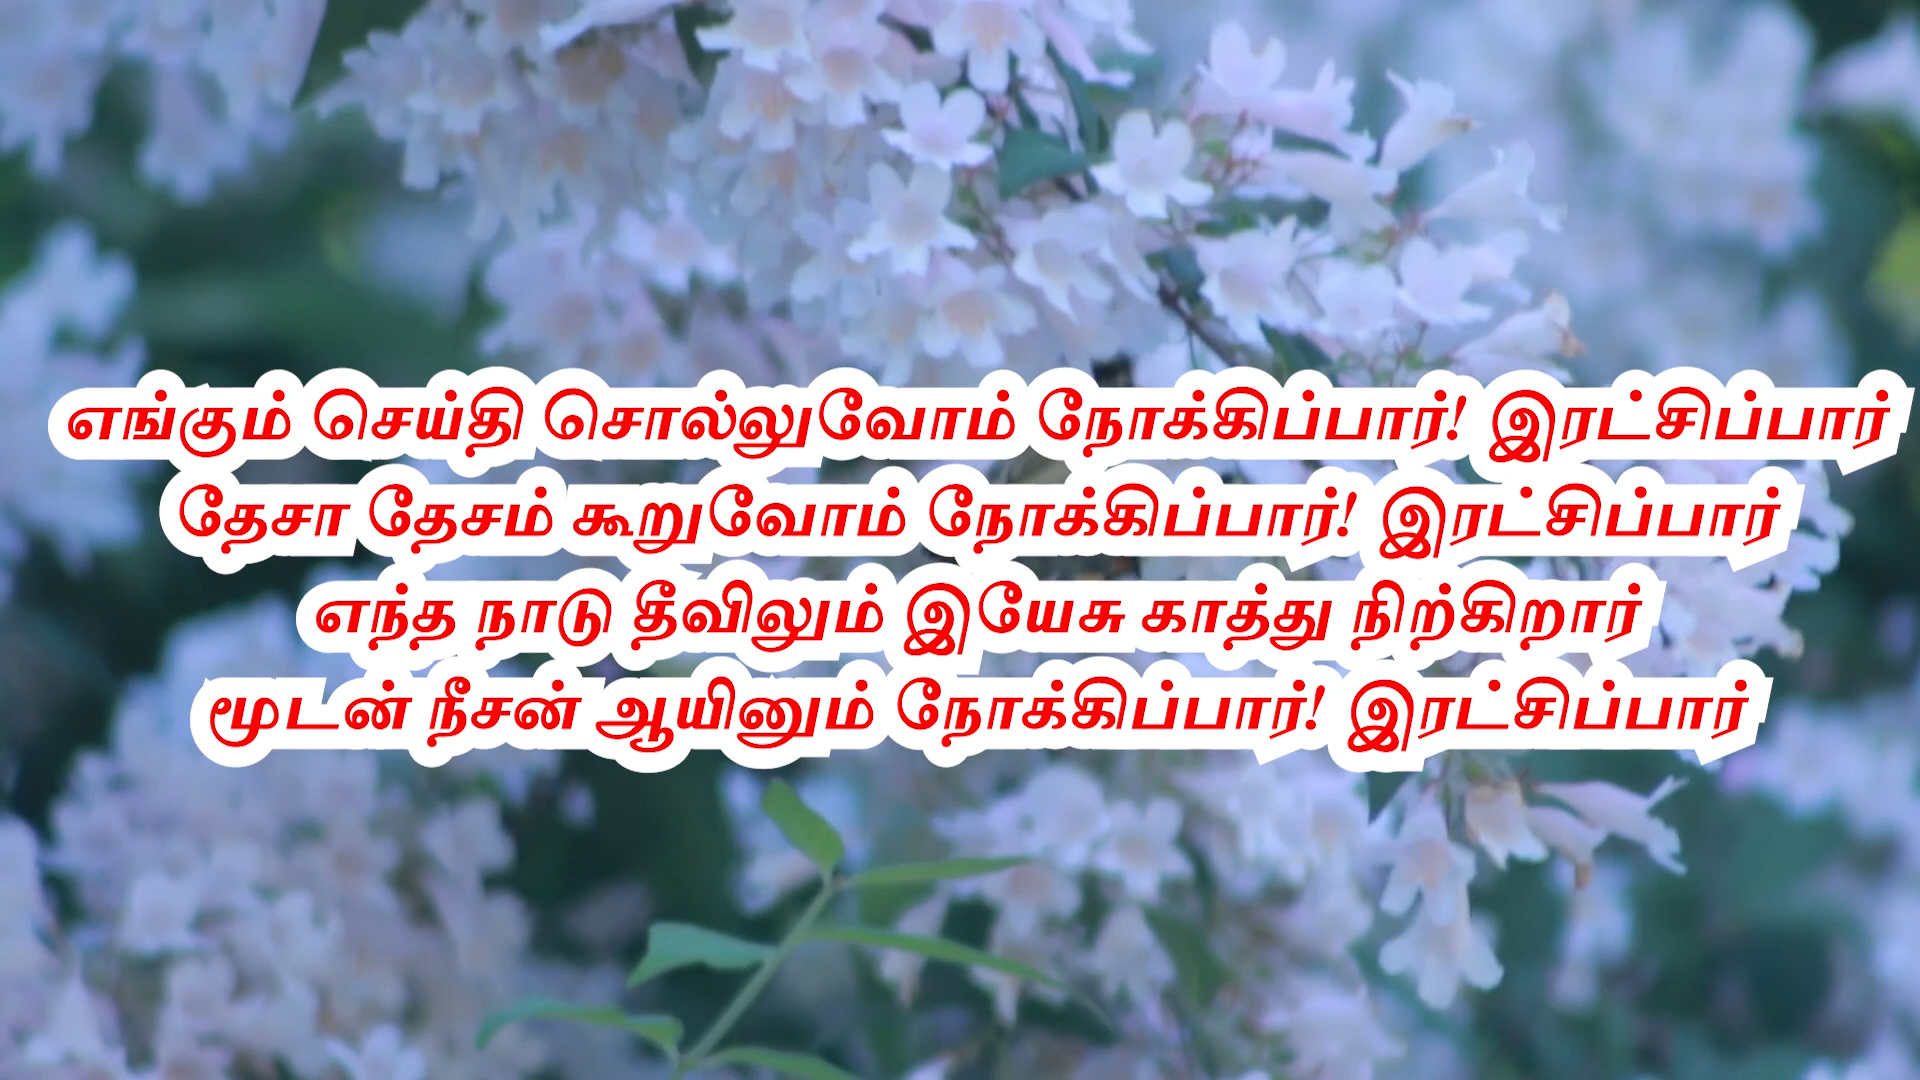 எங்கும் செய்தி சொல்லுவோம் நோக்கிப்பார்! இரட்சிப்பார்
தேசா தேசம் கூறுவோம் நோக்கிப்பார்! இரட்சிப்பார்
எந்த நாடு தீவிலும் இயேசு காத்து நிற்கிறார்
மூடன் நீசன் ஆயினும் நோக்கிப்பார்! இரட்சிப்பார்